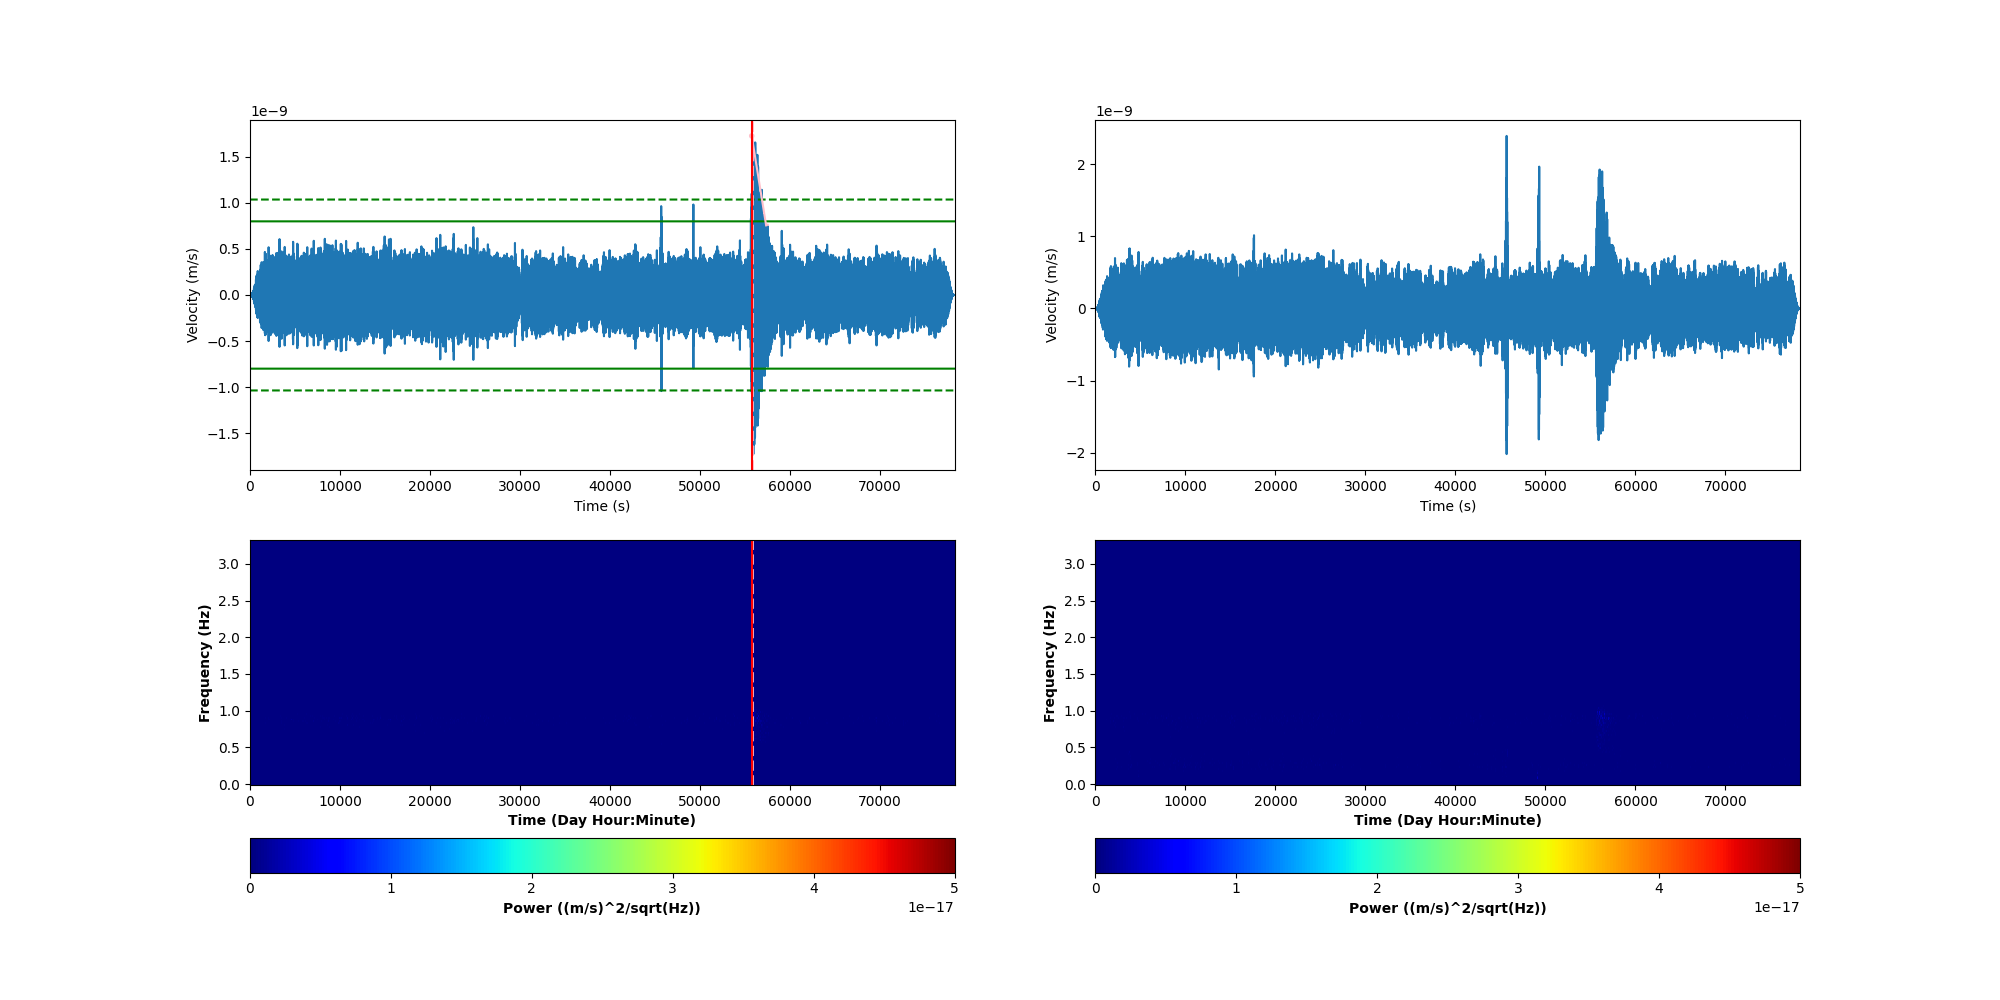 1e−9
1.5
1.0
0.5
0.0
−0.5
−1.0
−1.5
Velocity (m/s)
0 10000 20000 30000 40000 50000 60000 70000
Time (s)
1e−9
2
1
0
−1
−2
Velocity (m/s)
0 10000 20000 30000 40000 50000 60000 70000
Time (s)
3.0
2.5
2.0
1.5
1.0
0.5
0.0
Frequency (Hz)
0 10000 20000 30000 40000 50000 60000 70000
Time (Day Hour:Minute)
3.0
2.5
2.0
1.5
1.0
0.5
0.0
Frequency (Hz)
0 10000 20000 30000 40000 50000 60000 70000
Time (Day Hour:Minute)
0 1 2 3 4 5
Power ((m/s)^2/sqrt(Hz))
1e−17
0 1 2 3 4 5
Power ((m/s)^2/sqrt(Hz))
1e−17